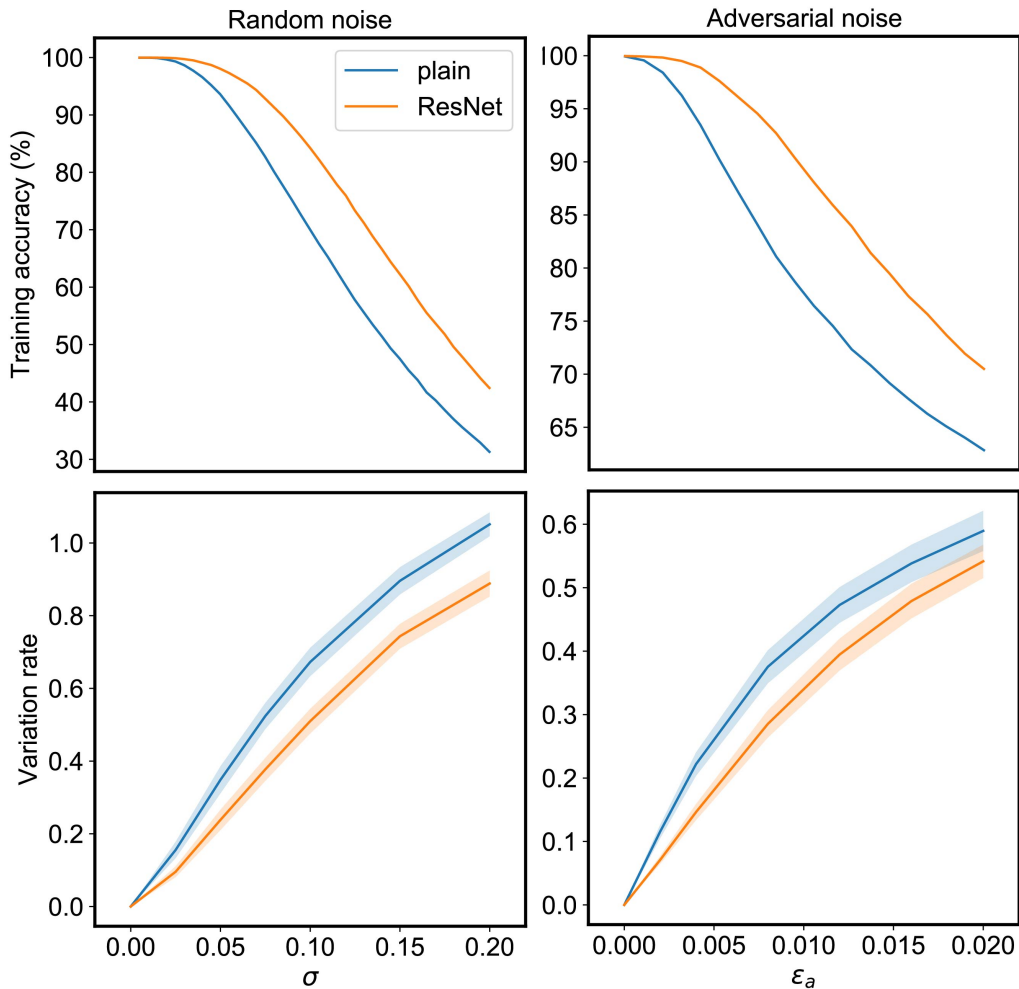 Random noise
Adversarial noise
Training accuracy (%)
100
90
80
70
60
50
40
30
plain
ResNet
100
95
90
85
80
75
70
65
Variation rate
1.0
0.8
0.6
0.4
0.2
0.0
0.00 0.05 0.10 0.15 0.20
σ
0.6
0.5
0.4
0.3
0.2
0.1
0.0
0.000 0.005 0.010 0.015 0.020
εₐ